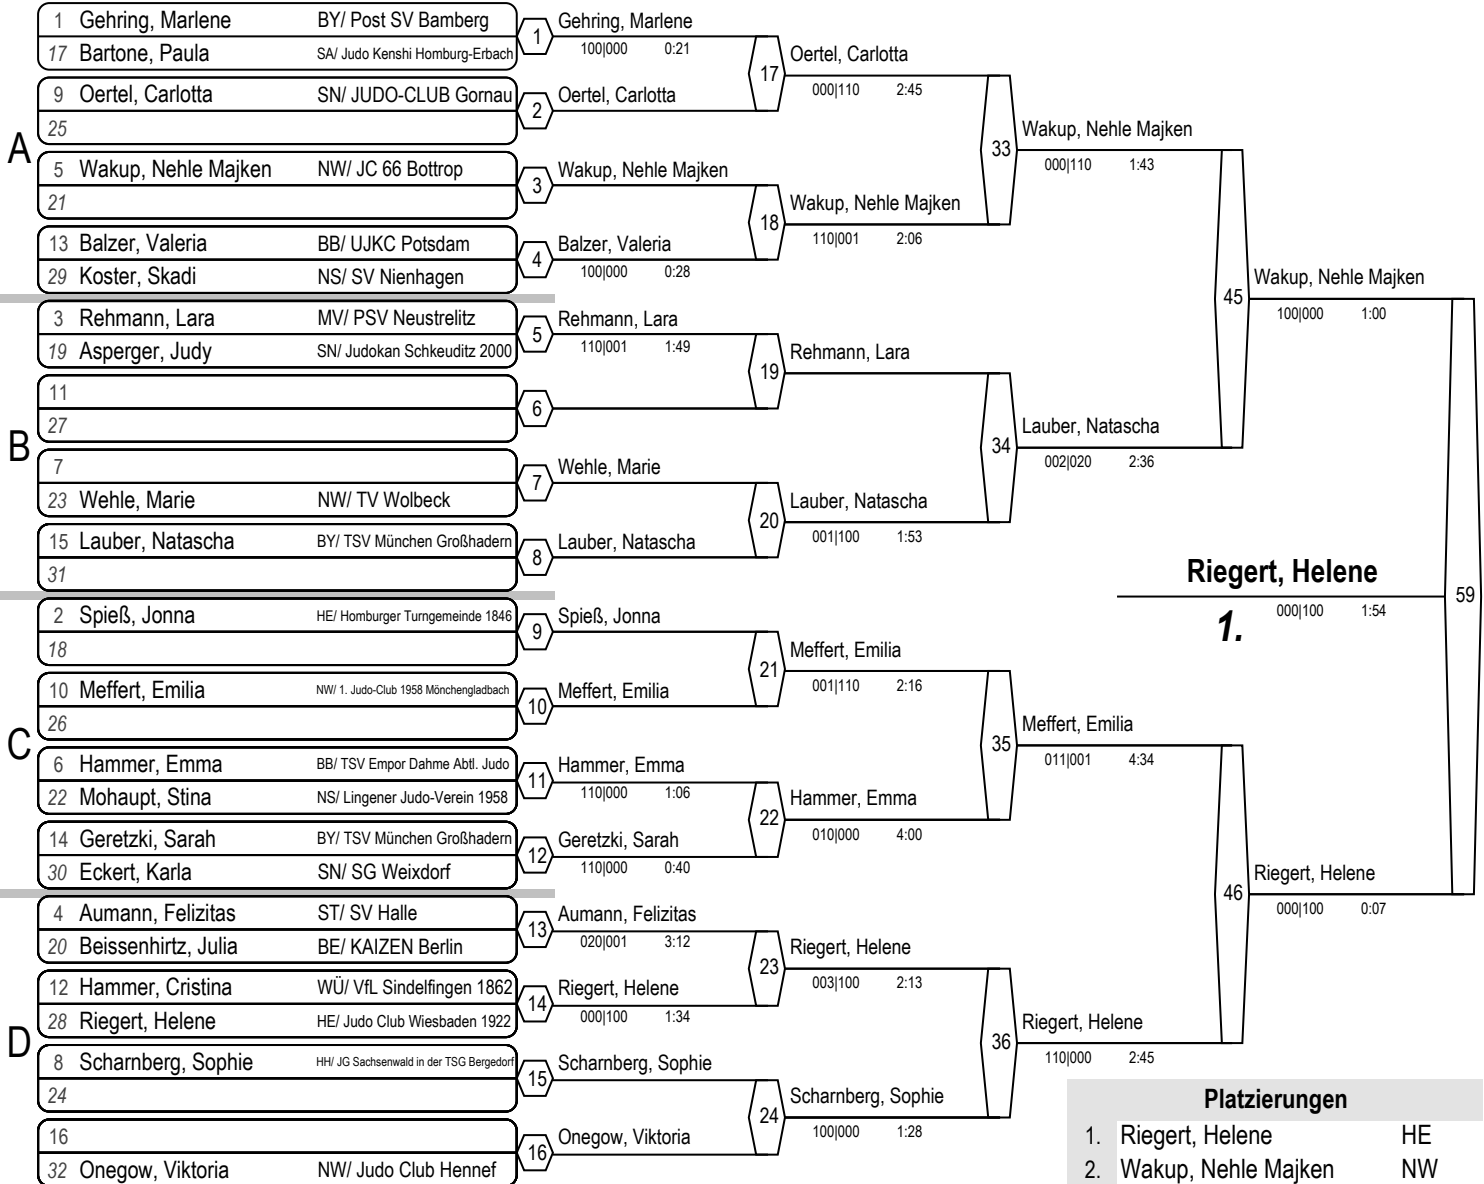 1 Gehring, Marlene BY/ Post SV Bamberg
17 Bartone, Paula SA/ Judo Kenshi Homburg-Erbach
1
Gehring, Marlene
100|000 0:21
9 Oertel, Carlotta SN/ JUDO-CLUB Gornau
25
2
Oertel, Carlotta
17
Oertel, Carlotta
000|110 2:45
A
5 Wakup, Nehle Majken NW/ JC 66 Bottrop
21
3
Wakup, Nehle Majken
13 Balzer, Valeria BB/ UJKC Potsdam
29 Koster, Skadi NS/ SV Nienhagen
4
Balzer, Valeria
100|000 0:28
18
Wakup, Nehle Majken
110|001 2:06
33
Wakup, Nehle Majken
000|110 1:43
3 Rehmann, Lara MV/ PSV Neustrelitz
19 Asperger, Judy SN/ Judokan Schkeuditz 2000
5
Rehmann, Lara
110|001 1:49
11
27
6
19
Rehmann, Lara
B
7
23 Wehle, Marie NW/ TV Wolbeck
7
Wehle, Marie
15 Lauber, Natascha BY/ TSV München Großhadern
31
8
Lauber, Natascha
20
Lauber, Natascha
001|100 1:53
34
Lauber, Natascha
002|020 2:36
45
Wakup, Nehle Majken
100|000 1:00
2 Spieß, Jonna HE/ Homburger Turngemeinde 1846
18
9
Spieß, Jonna
10 Meffert, Emilia NW/ 1. Judo-Club 1958 Mönchengladbach
26
10
Meffert, Emilia
21
Meffert, Emilia
001|110 2:16
C
6 Hammer, Emma BB/ TSV Empor Dahme Abtl. Judo
22 Mohaupt, Stina NS/ Lingener Judo-Verein 1958
11
Hammer, Emma
110|000 1:06
14 Geretzki, Sarah BY/ TSV München Großhadern
30 Eckert, Karla SN/ SG Weixdorf
12
Geretzki, Sarah
110|000 0:40
22
Hammer, Emma
010|000 4:00
35
Meffert, Emilia
011|001 4:34
4 Aumann, Felizitas ST/ SV Halle
20 Beissenhirtz, Julia BE/ KAIZEN Berlin
13
Aumann, Felizitas
020|001 3:12
12 Hammer, Cristina WÜ/ VfL Sindelfingen 1862
28 Riegert, Helene HE/ Judo Club Wiesbaden 1922
14
Riegert, Helene
000|100 1:34
23
Riegert, Helene
003|100 2:13
D
8 Scharnberg, Sophie HH/ JG Sachsenwald in der TSG Bergedorf
24
15
Scharnberg, Sophie
16
32 Onegow, Viktoria NW/ Judo Club Hennef
16
Onegow, Viktoria
24
Scharnberg, Sophie
100|000 1:28
36
Riegert, Helene
110|000 2:45
46
Riegert, Helene
000|100 0:07
59
Riegert, Helene
1. 000|100 1:54
Platzierungen
1. Riegert, Helene HE
2. Wakup, Nehle Majken NW